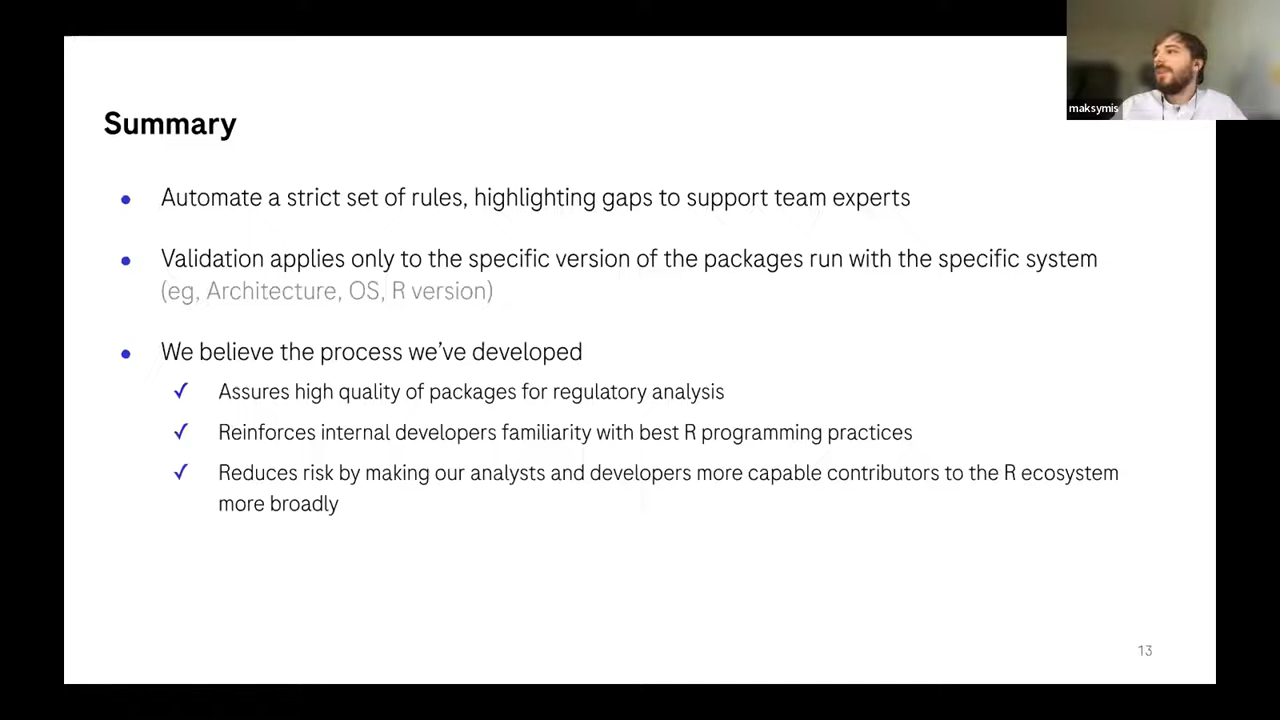 maksymis
Summary
• Automate a strict set of rules, highlighting gaps to support team experts
• Validation applies only to the specific version of the packages run with the specific system
(eg, Architecture, OS, R version)
• We believe the process we’ve developed
✓ Assures high quality of packages for regulatory analysis
✓ Reinforces internal developers familiarity with best R programming practices
✓ Reduces risk by making our analysts and developers more capable contributors to the R ecosystem
more broadly
13